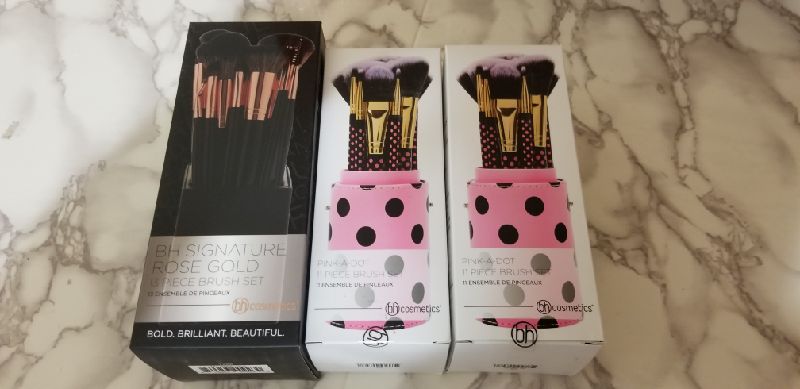 BH SIGNATURE
ROSE GOLD
13 PIECE BRUSH SET
13 ENSEMBLE DE PINCEAUX
bh cosmetics
BOLD. BRILLIANT. BEAUTIFUL.
PINK-A-DOT
11 PIECE BRUSH SET
11 ENSEMBLE DE PINCEAUX
bh cosmetics
bh
PINK-A-DOT
11 PIECE BRUSH SET
11 ENSEMBLE DE PINCEAUX
bh cosmetics
bh